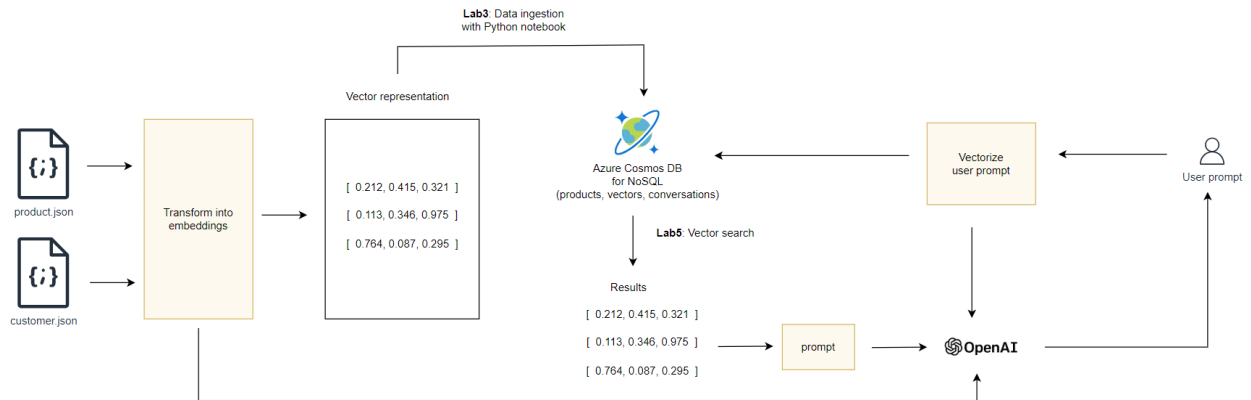 Lab3: Data ingestion
with Python notebook
Vector representation
{;}
product.json
{;}
customer.json
Transform into
embeddings
[ 0.212, 0.415, 0.321 ]
[ 0.113, 0.346, 0.975 ]
[ 0.764, 0.087, 0.295 ]
Azure Cosmos DB
for NoSQL
(products, vectors, conversations)
Lab5: Vector search
Results
[ 0.212, 0.415, 0.321 ]
[ 0.113, 0.346, 0.975 ]
[ 0.764, 0.087, 0.295 ]
prompt
Vectorize
user prompt
User prompt
OpenAI